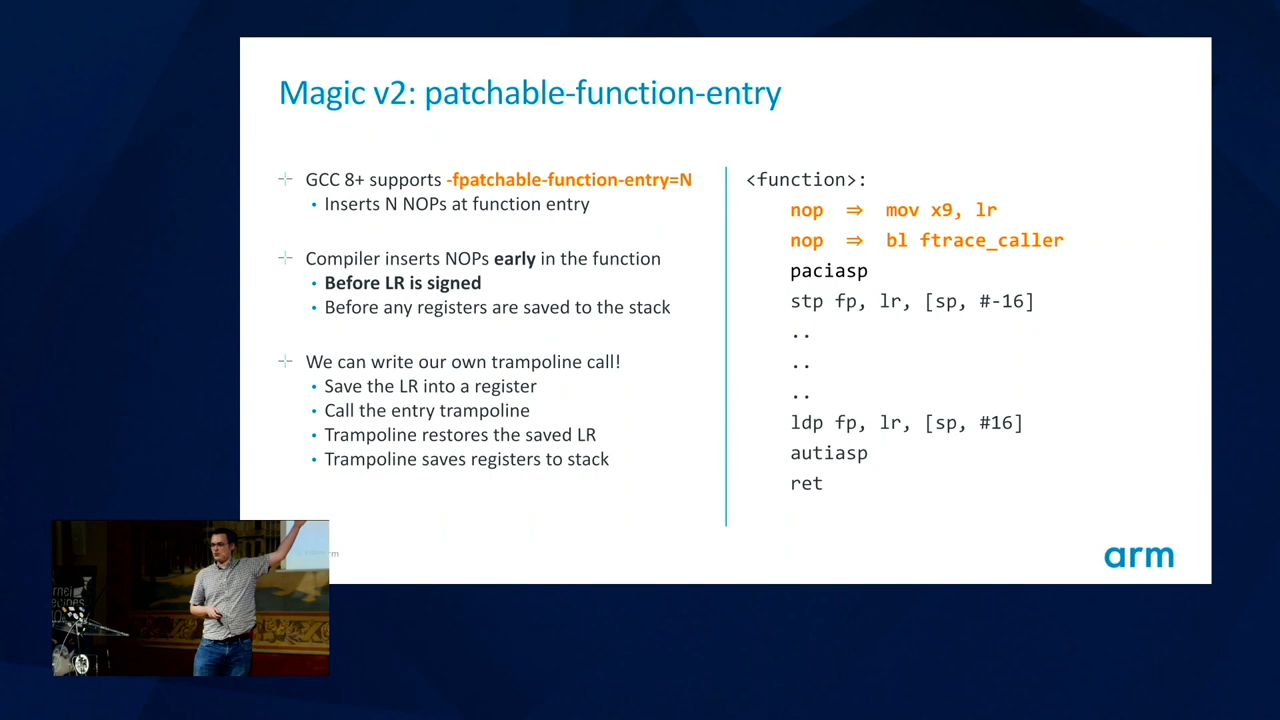 Magic v2: patchable-function-entry
GCC 8+ supports -fpatchable-function-entry=N
• Inserts N NOPs at function entry
Compiler inserts NOPs early in the function
• Before LR is signed
• Before any registers are saved to the stack
We can write our own trampoline call!
• Save the LR into a register
• Call the entry trampoline
• Trampoline restores the saved LR
• Trampoline saves registers to stack
<function>:
nop ⇒ mov x9, lr
nop ⇒ bl ftrace_caller
paciasp
stp fp, lr, [sp, #-16]
..
..
..
ldp fp, lr, [sp, #16]
autiasp
ret
arm